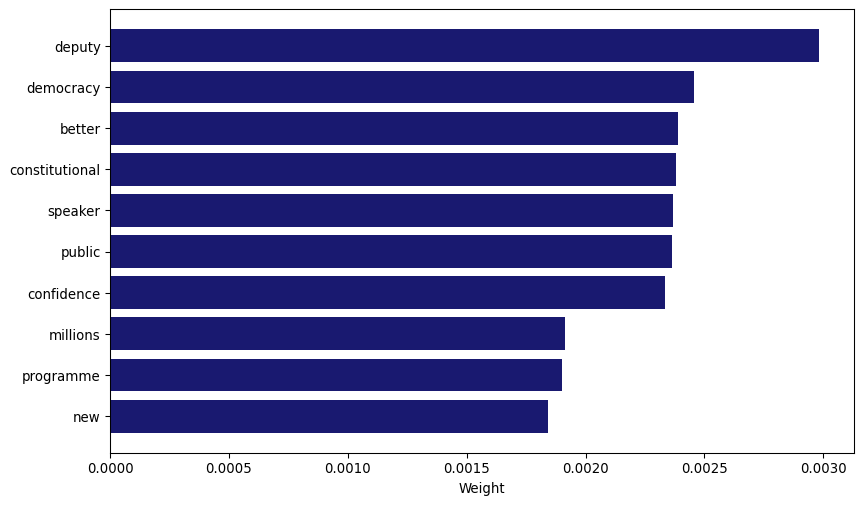 deputy
democracy
better
constitutional
speaker
public
confidence
millions
programme
new
0.0000 0.0005 0.0010 0.0015 0.0020 0.0025 0.0030
Weight